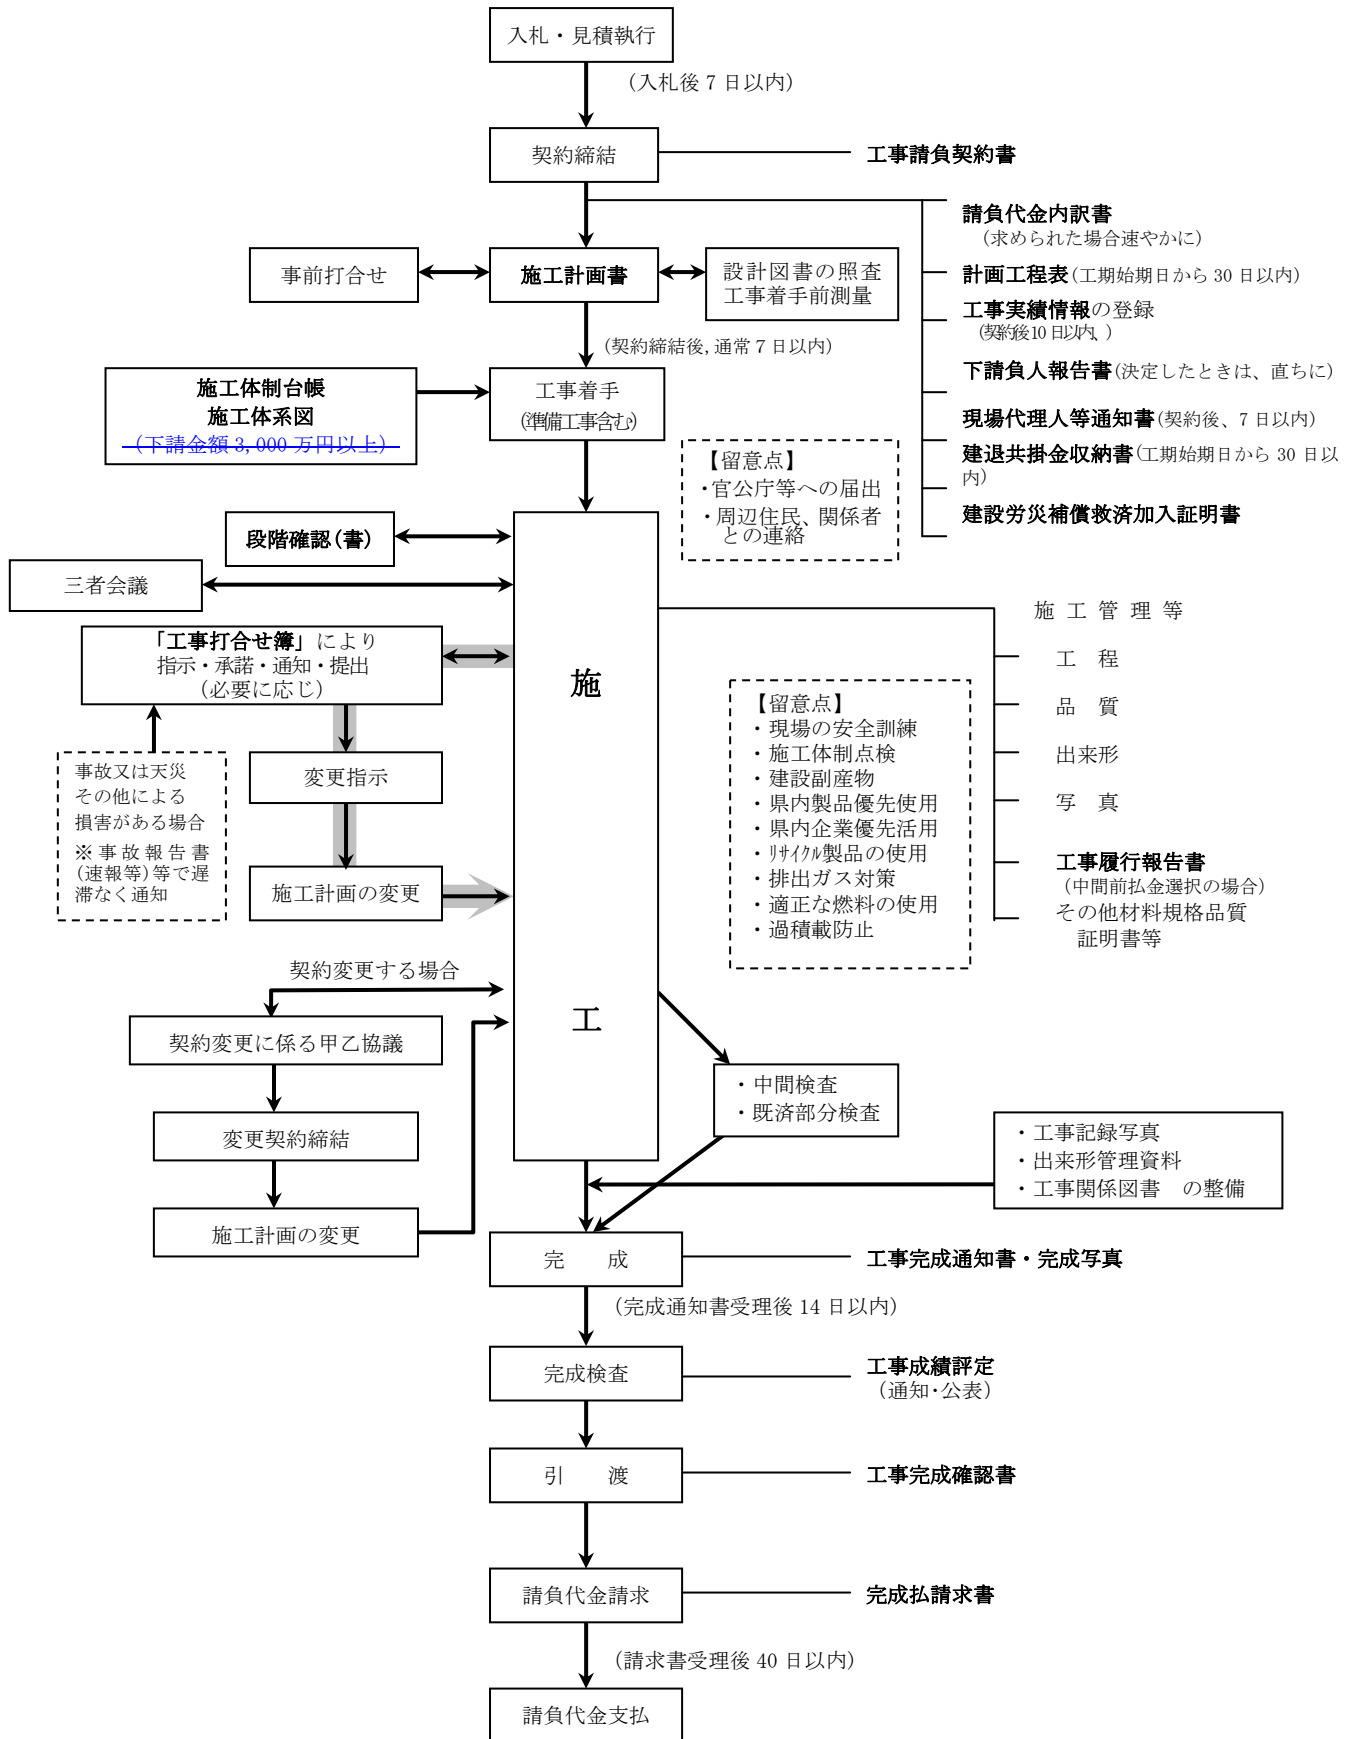 入札・見積執行
（入札後 7 日以内）
契約締結
工事請負契約書
請負代金内訳書
（求められた場合速やかに）
事前打合せ
施工計画書
設計図書の照査
工事着手前測量
計画工程表（工期始期日から 30 日以内）
工事実績情報の登録
（契約後10日以内、）
（契約締結後，通常 7 日以内）
下請負人報告書（決定したときは、直ちに）
施工体制台帳
施工体系図
（下請金額 3,000 万円以上）
工事着手
（準備工事含む）
現場代理人等通知書（契約後、7 日以内）
建退共掛金収納書（工期始期日から 30 日以
内）
建設労災補償救済加入証明書
【留意点】
・官公庁等への届出
・周辺住民、関係者
との連絡
段階確認（書）
三者会議
「工事打合せ簿」により
指示・承諾・通知・提出
（必要に応じ）
施
工
施 工 管 理 等
工　程
品　質
出来形
写　真
工事履行報告書
（中間前払金選択の場合）
その他材料規格品質
証明書等
【留意点】
・現場の安全訓練
・施工体制点検
・建設副産物
・県内製品優先使用
・県内企業優先活用
・ﾘｻｲｸﾙ製品の使用
・排出ガス対策
・適正な燃料の使用
・過積載防止
事故又は天災
その他による
損害がある場合
※ 事 故 報 告 書
（速報等）等で遅
滞なく通知
変更指示
施工計画の変更
契約変更する場合
契約変更に係る甲乙協議
変更契約締結
施工計画の変更
・中間検査
・既済部分検査
・工事記録写真
・出来形管理資料
・工事関係図書　の整備
完　　成
工事完成通知書・完成写真
（完成通知書受理後 14 日以内）
完成検査
工事成績評定
（通知・公表）
引　　渡
工事完成確認書
請負代金請求
完成払請求書
（請求書受理後 40 日以内）
請負代金支払